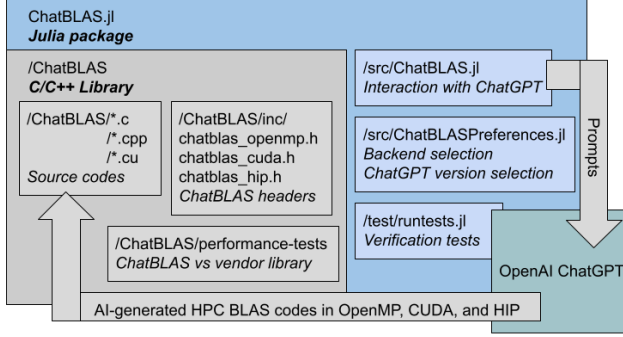 ChatBLAS.jl
Julia package
/ChatBLAS
C/C++ Library
/ChatBLAS/*.c
/*.cpp
/*.cu
Source codes
/ChatBLAS/inc/
chatblas_openmp.h
chatblas_cuda.h
chatblas_hip.h
ChatBLAS headers
/ChatBLAS/performance-tests
ChatBLAS vs vendor library
/src/ChatBLAS.jl
Interaction with ChatGPT
/src/ChatBLASPreferences.jl
Backend selection
ChatGPT version selection
/test/runtests.jl
Verification tests
Prompts
OpenAI ChatGPT
AI-generated HPC BLAS codes in OpenMP, CUDA, and HIP